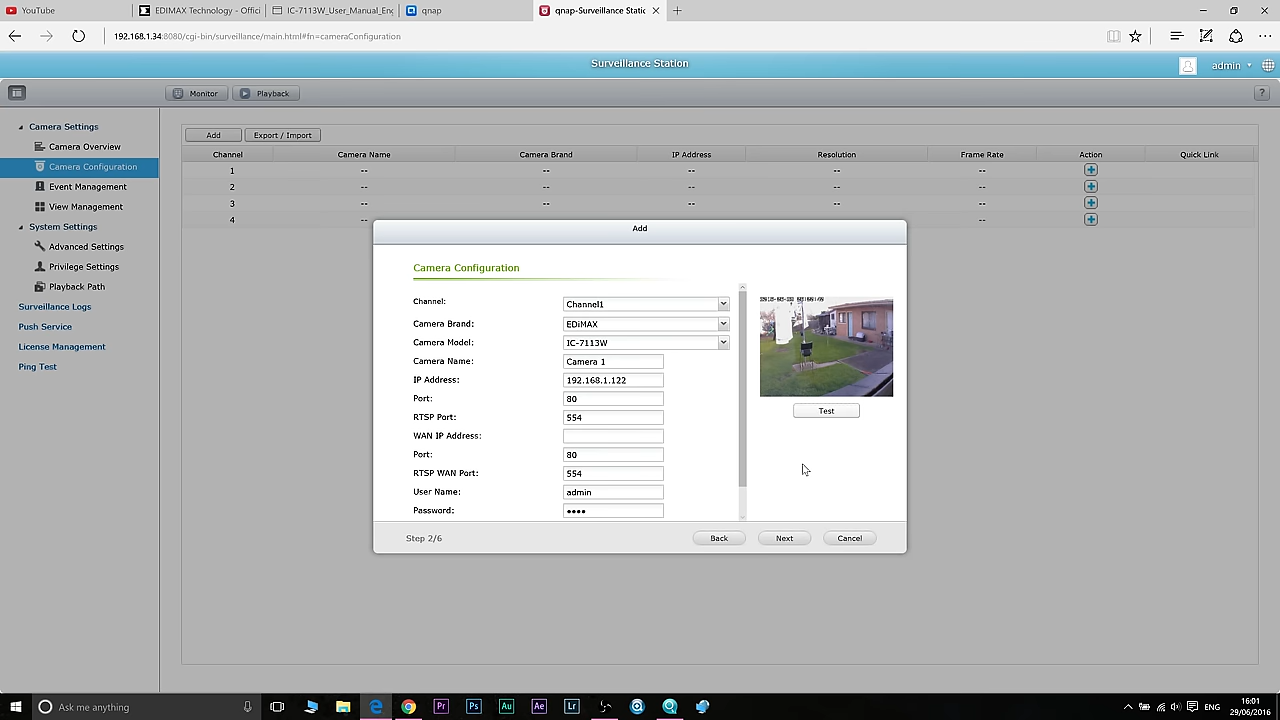 YouTube
EDIMAX Technology - Offici
IC-7113W_User_Manual_Eng
qnap
qnap-Surveillance Static
192.168.1.34:8080/cgi-bin/surveillance/main.html#fn=cameraConfiguration
Surveillance Station
admin
Monitor
Playback
?
Camera Settings
Camera Overview
Camera Configuration
Event Management
View Management
System Settings
Advanced Settings
Privilege Settings
Playback Path
Surveillance Logs
Push Service
License Management
Ping Test
Add
Export / Import
Channel Camera Name Camera Brand IP Address Resolution Frame Rate Action Quick Link
1 -- -- -- -- --
2 -- -- -- -- --
3 -- -- -- -- --
4 -- --
Add
Camera Configuration
Channel: Channel1
Camera Brand: EDiMAX
Camera Model: IC-7113W
Camera Name: Camera 1
IP Address: 192.168.1.122
Port: 80
RTSP Port: 554
WAN IP Address:
Port: 80
RTSP WAN Port: 554
User Name: admin
Password: ●●●●
Test
Step 2/6
Back
Next
Cancel
Ask me anything
Pr
Ps
Au
Ae
Lr
ENG
16:01
29/06/2016